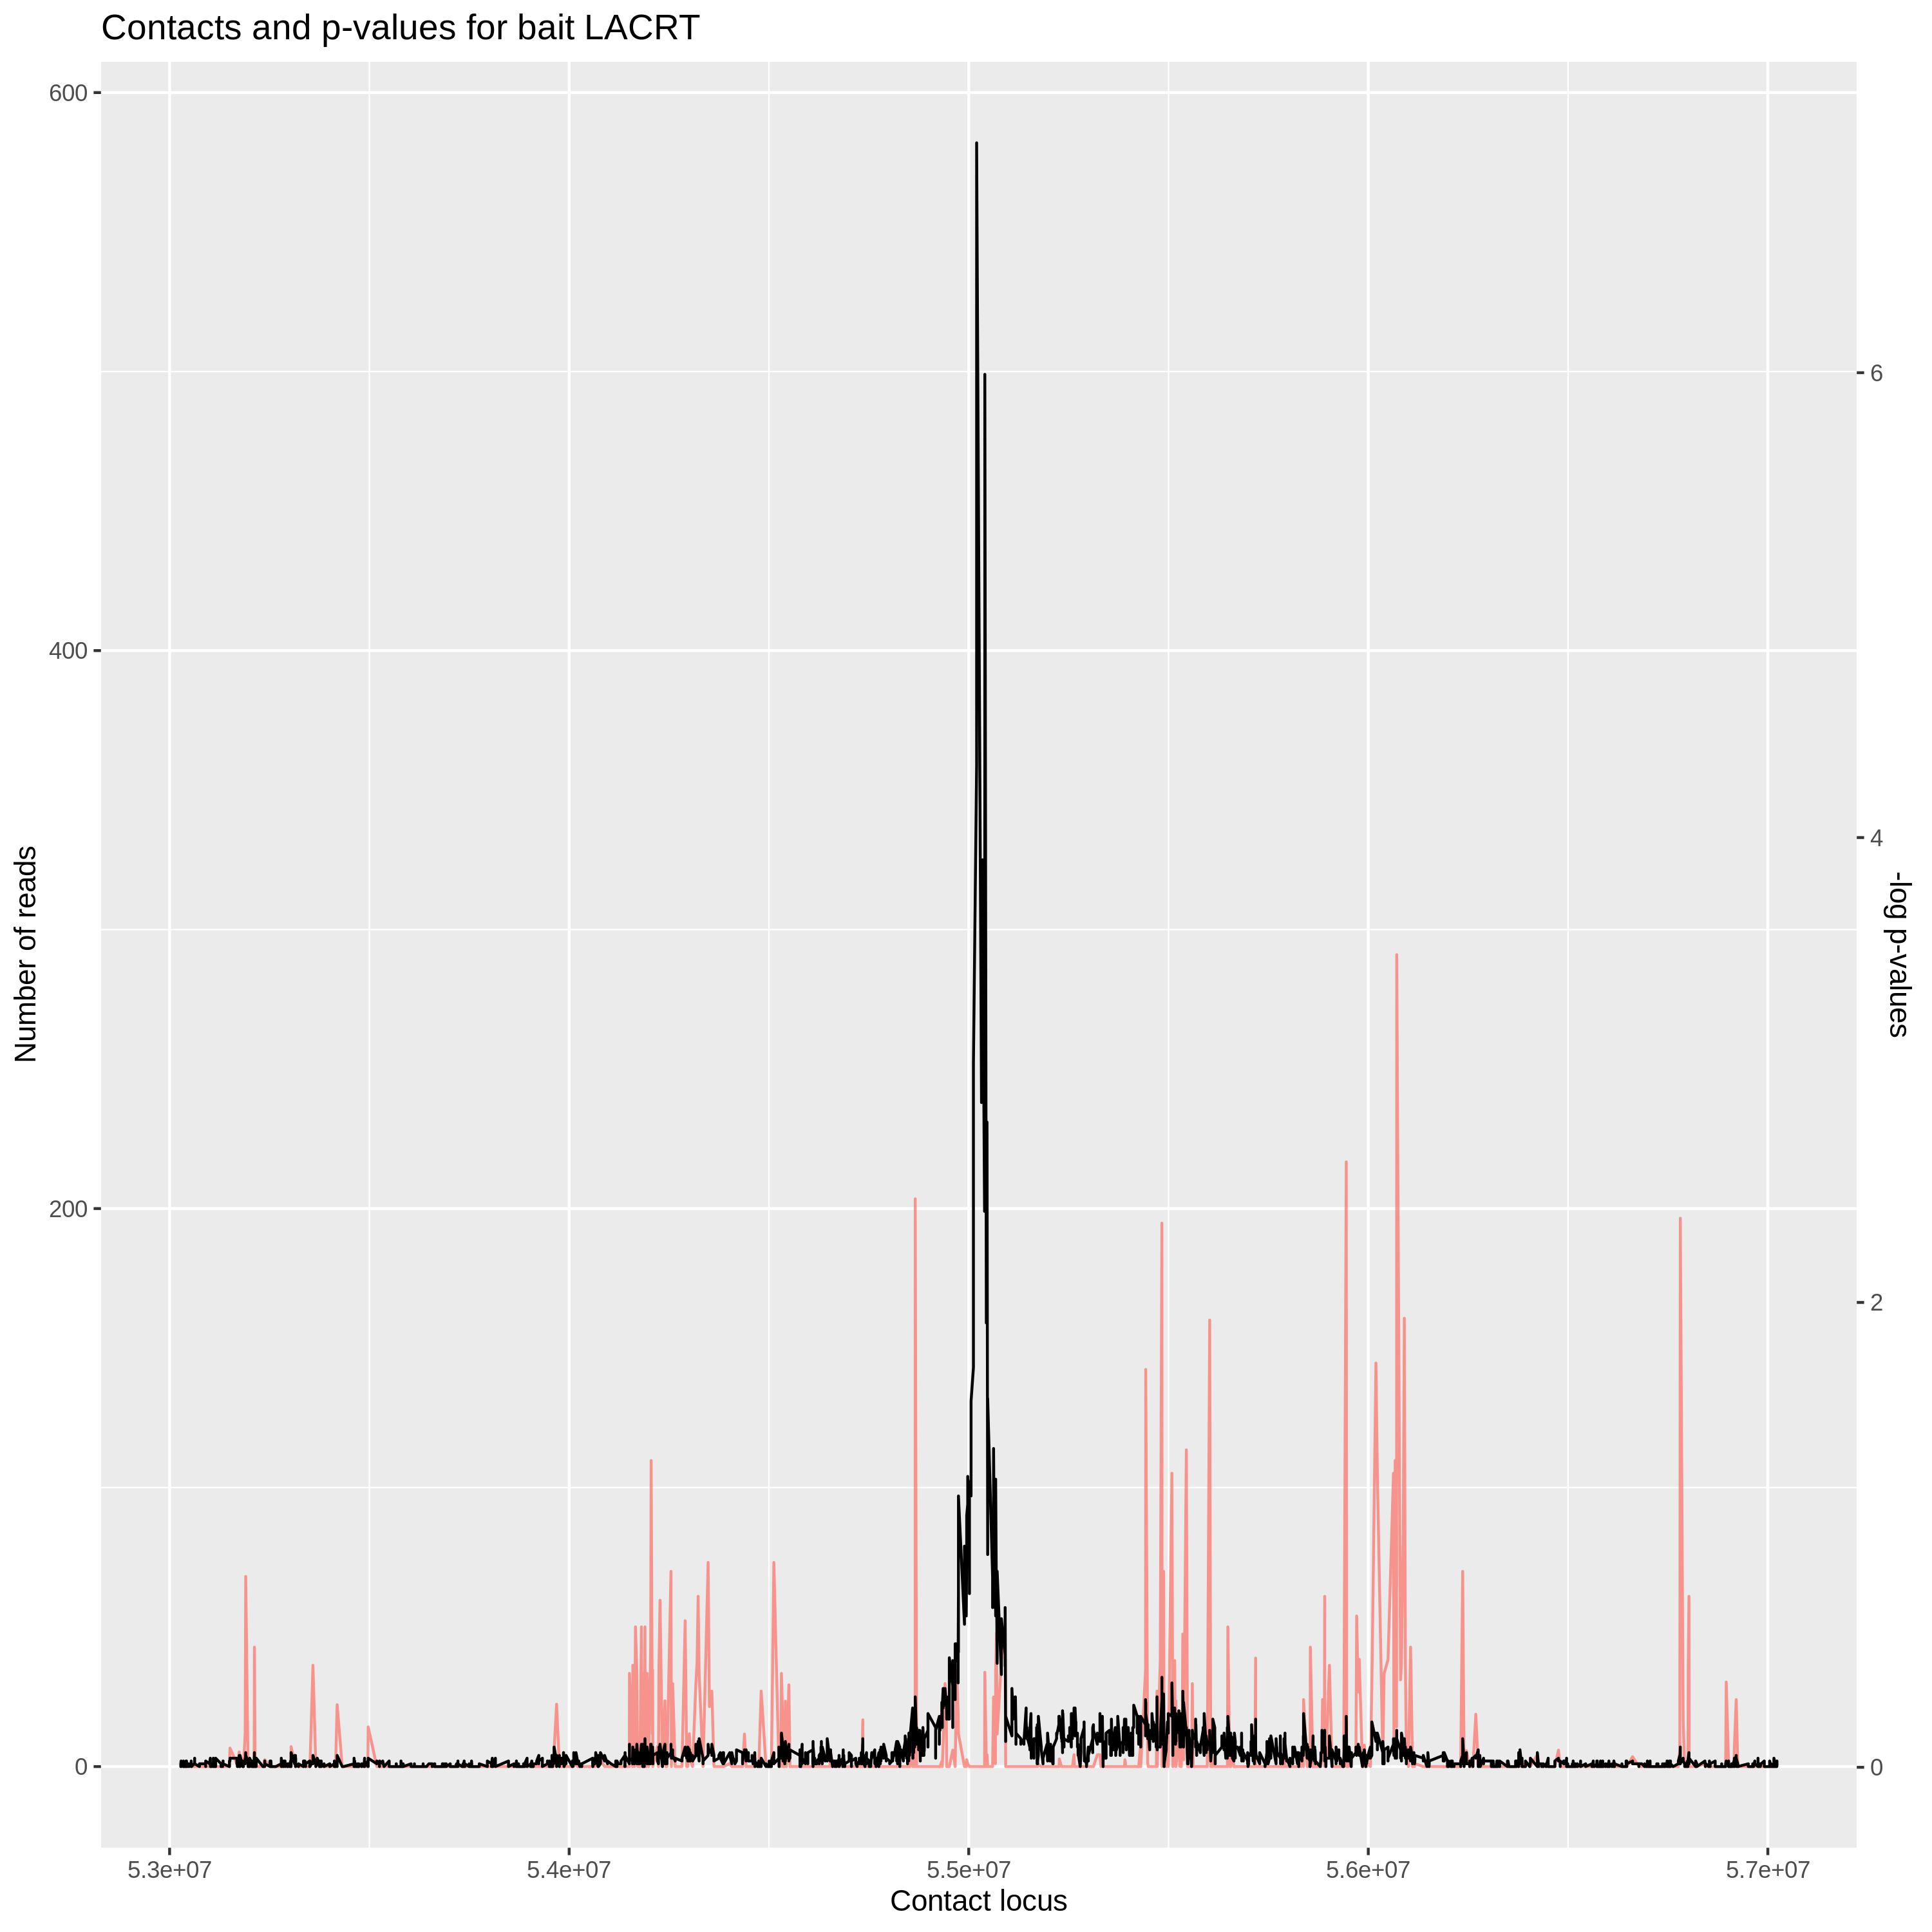 Contacts and p-values for bait LACRT
600
400
200
0
Number of reads
6
4
2
0
-log p-values
5.3e+07 5.4e+07 5.5e+07 5.6e+07 5.7e+07
Contact locus